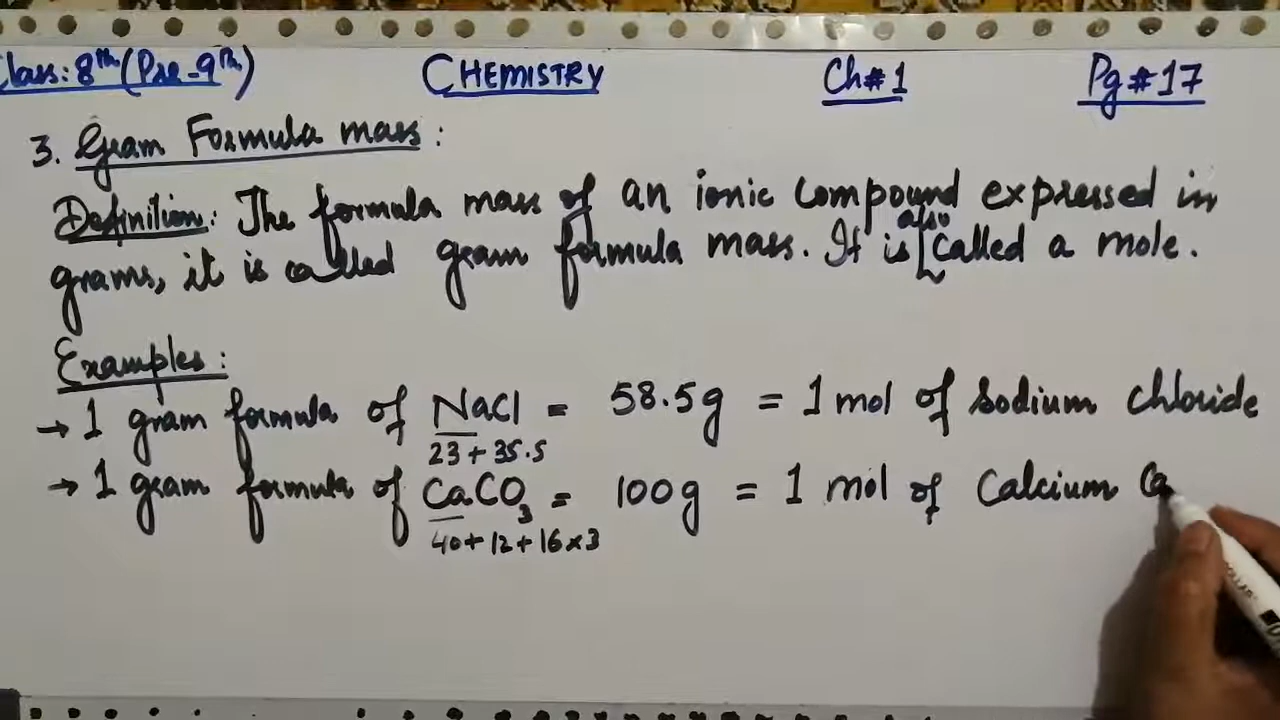 Class: 8th (Pre-9th) CHEMISTRY Ch#1 Pg#17
3. Gram Formula mass:
Definition: The formula mass of an ionic compound expressed in
grams, it is called gram formula mass. It is also called a mole.
Examples:
→ 1 gram formula of NaCl = 58.5g = 1 mol of Sodium Chloride
23+35.5
→ 1 gram formula of CaCO₃ = 100g = 1 mol of Calcium Ca
40+12+16×3